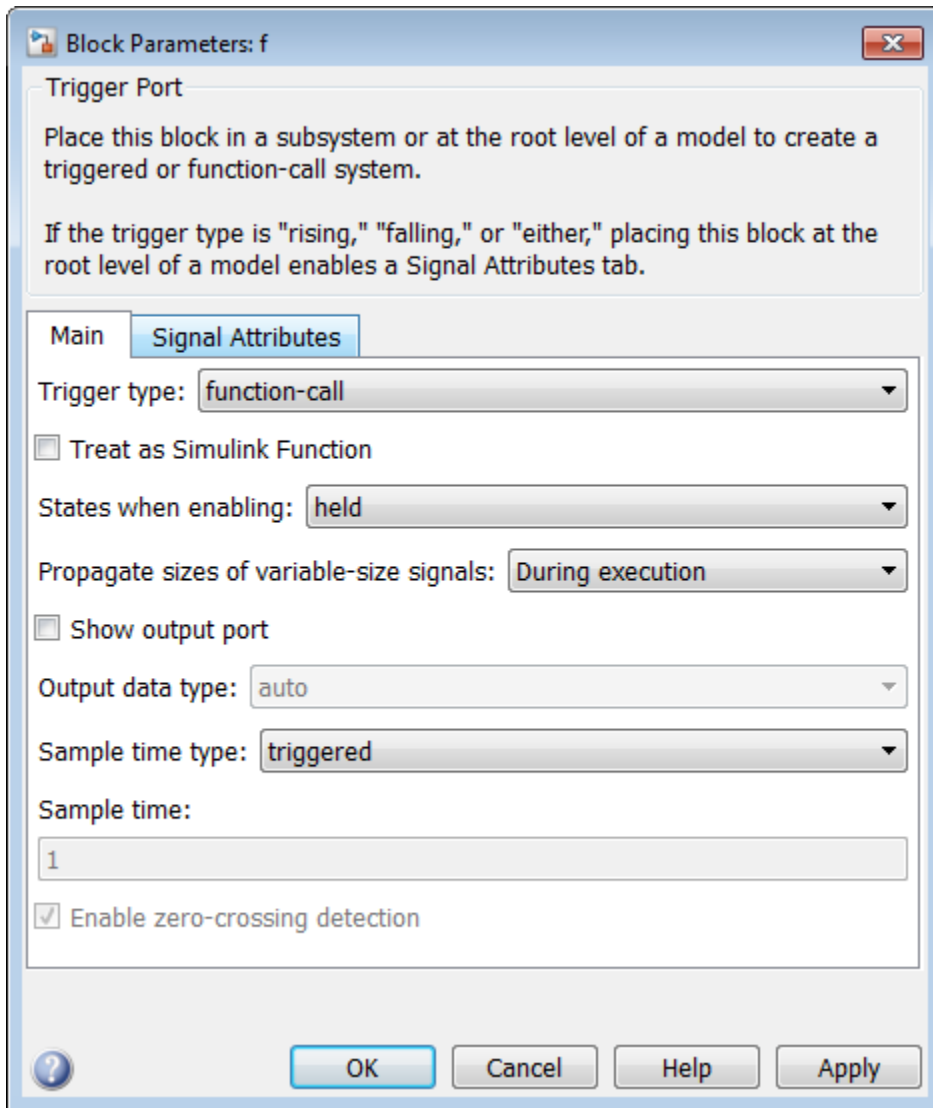 Block Parameters: f
Trigger Port
Place this block in a subsystem or at the root level of a model to create a
triggered or function-call system.
If the trigger type is "rising," "falling," or "either," placing this block at the
root level of a model enables a Signal Attributes tab.
Main Signal Attributes
Trigger type: function-call
Treat as Simulink Function
States when enabling: held
Propagate sizes of variable-size signals: During execution
Show output port
Output data type: auto
Sample time type: triggered
Sample time:
1
Enable zero-crossing detection
? OK Cancel Help Apply